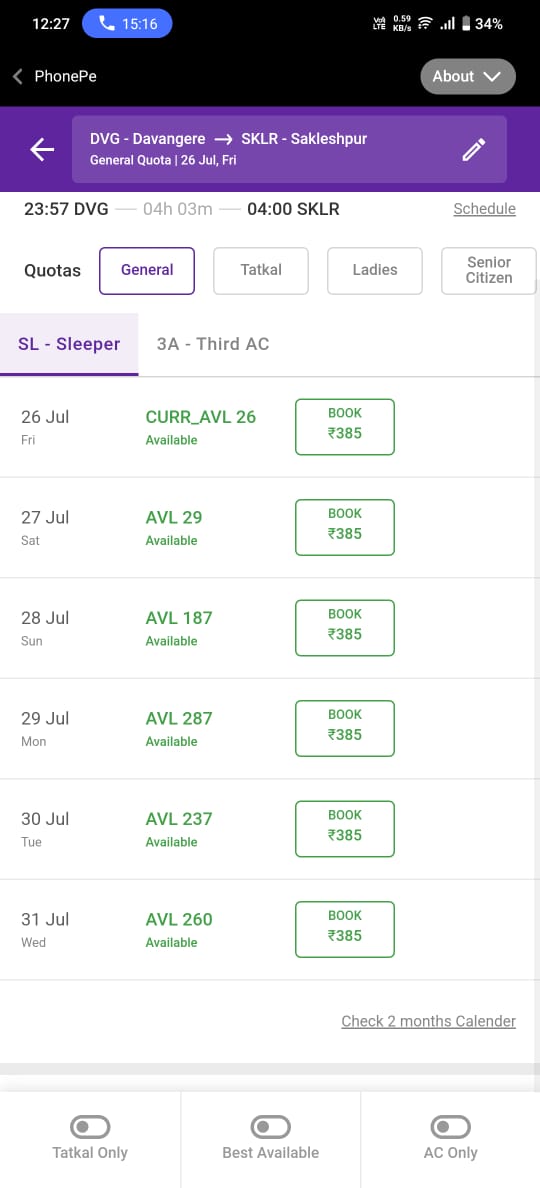 12:27 15:16 Vo) LTE 0.59 KB/s 34%
PhonePe About
DVG - Davangere → SKLR - Sakleshpur
General Quota | 26 Jul, Fri
23:57 DVG — 04h 03m — 04:00 SKLR Schedule
Quotas General Tatkal Ladies Senior Citizen
SL - Sleeper 3A - Third AC
26 Jul CURR_AVL 26 BOOK
Fri Available ₹385
27 Jul AVL 29 BOOK
Sat Available ₹385
28 Jul AVL 187 BOOK
Sun Available ₹385
29 Jul AVL 287 BOOK
Mon Available ₹385
30 Jul AVL 237 BOOK
Tue Available ₹385
31 Jul AVL 260 BOOK
Wed Available ₹385
Check 2 months Calender
Tatkal Only Best Available AC Only